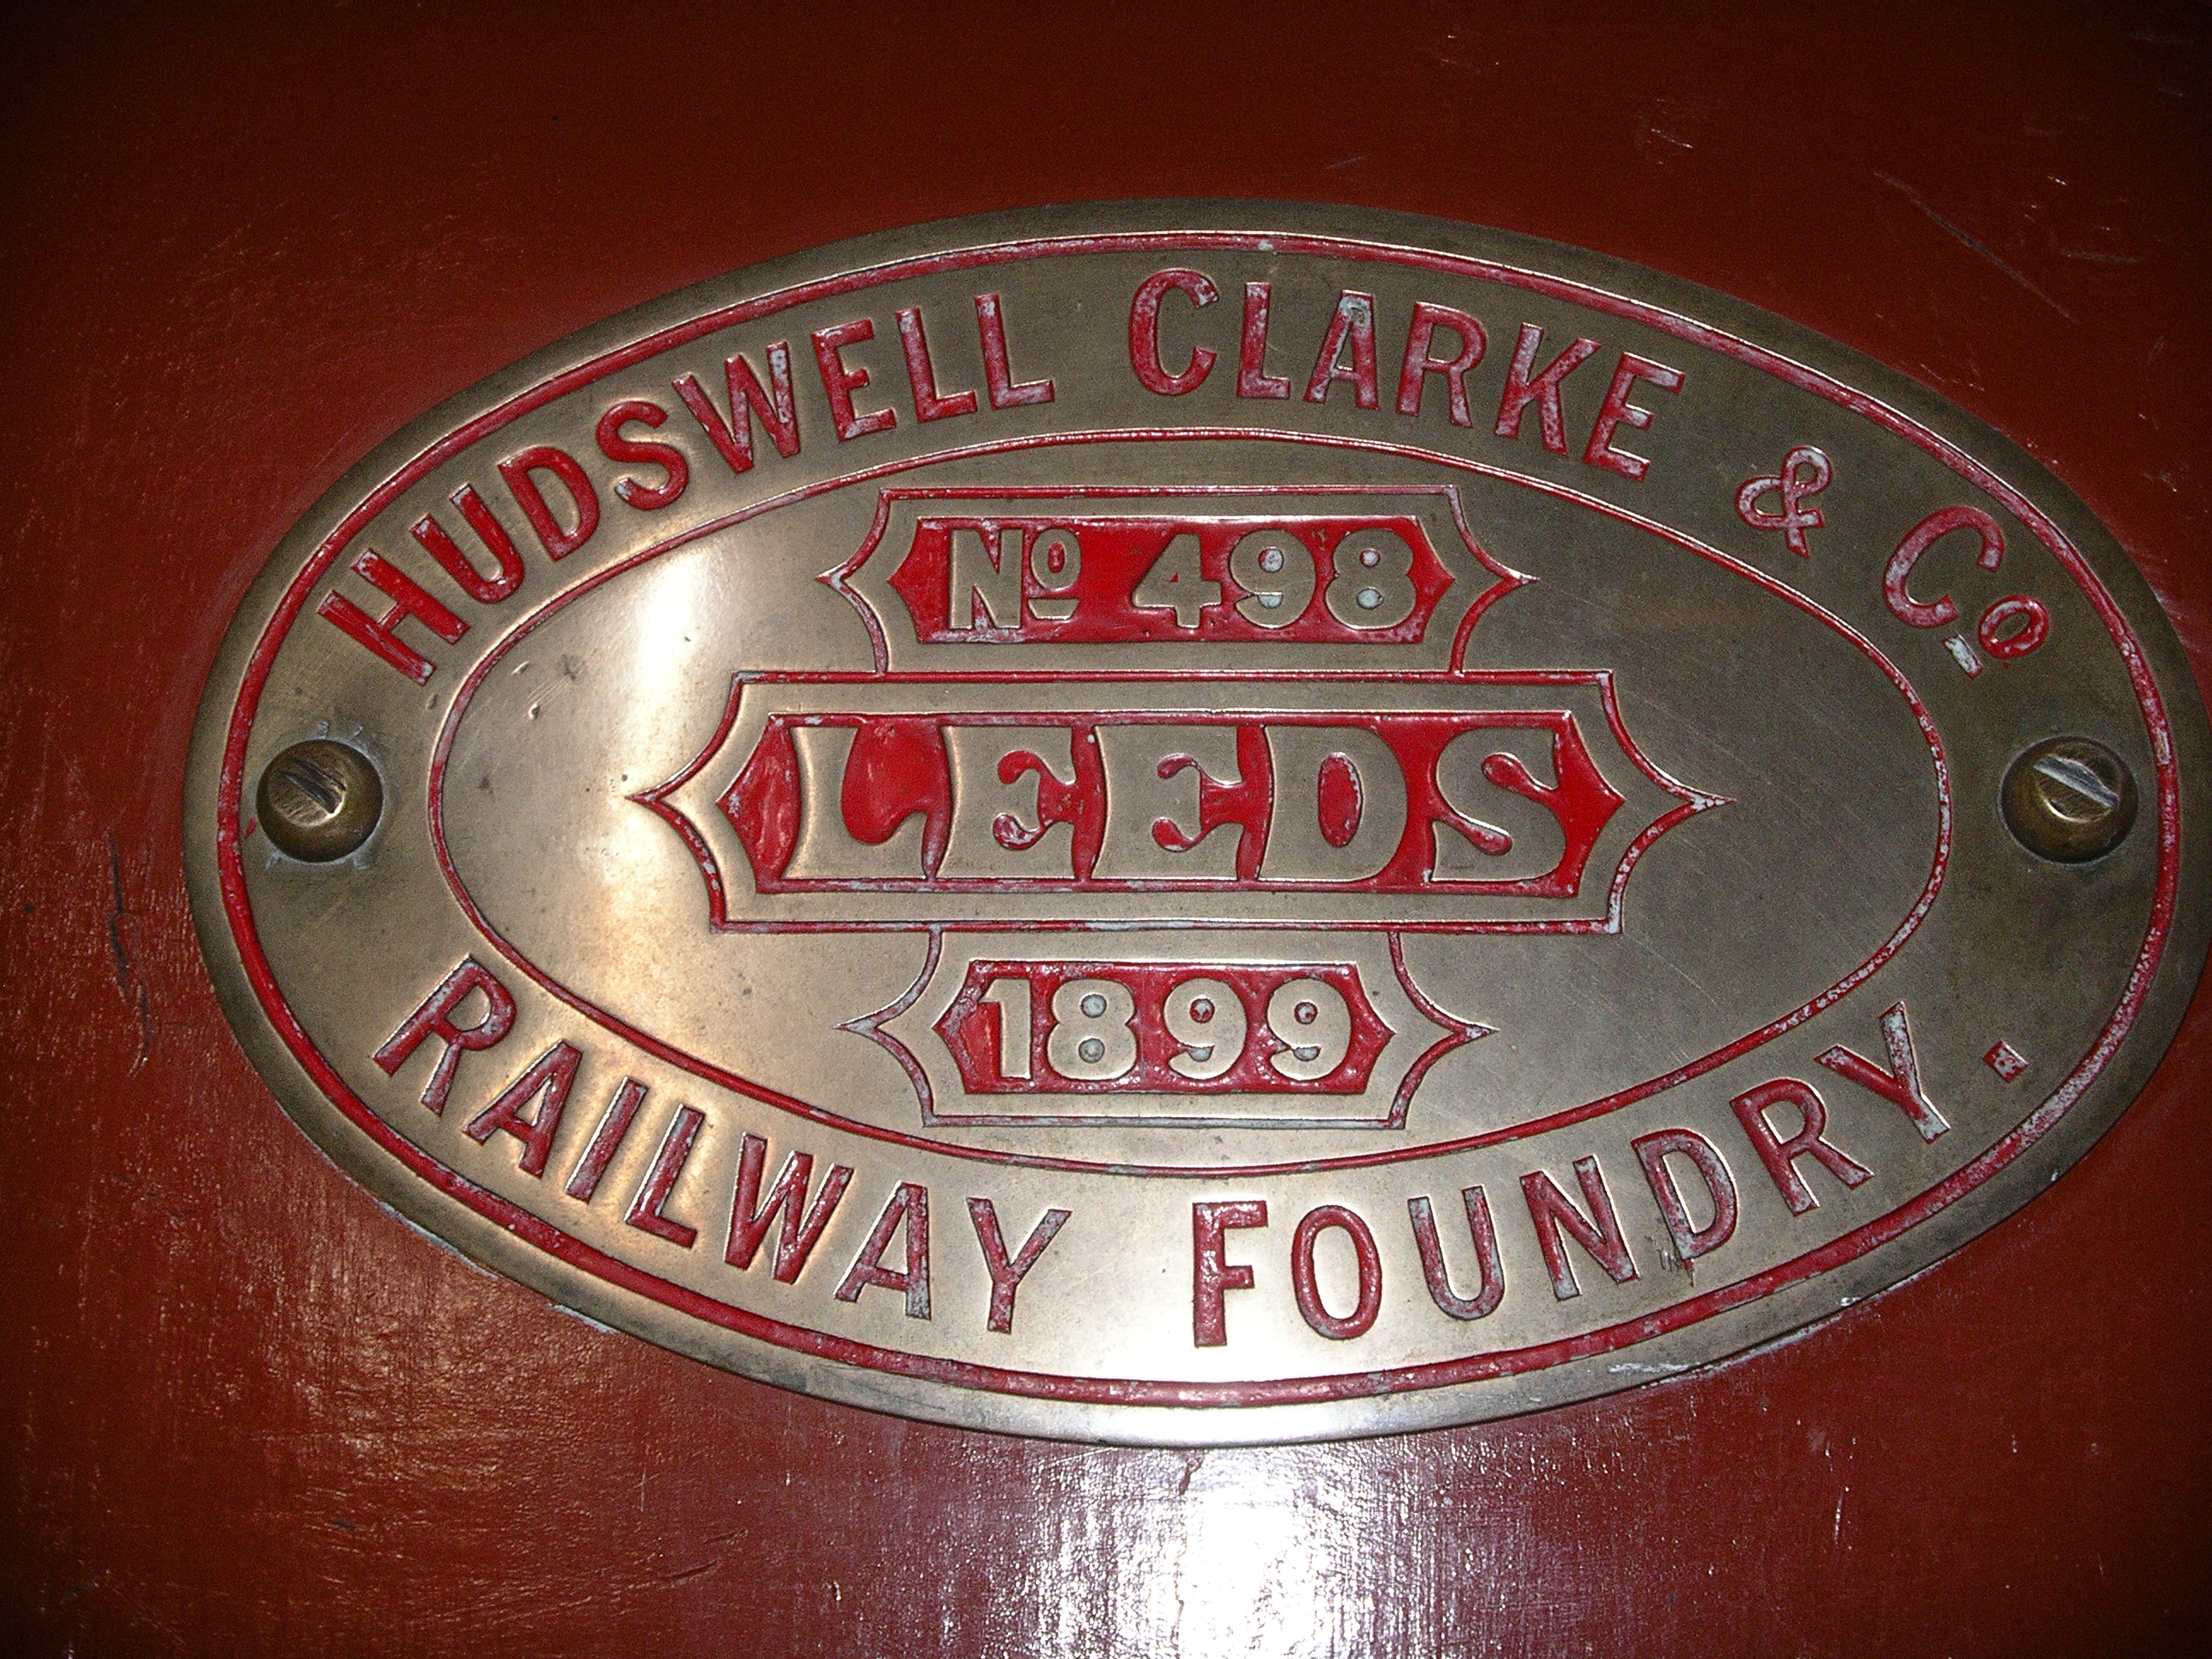 HUDSWELL CLARKE & Co
No 498
LEEDS
1899
RAILWAY FOUNDRY.